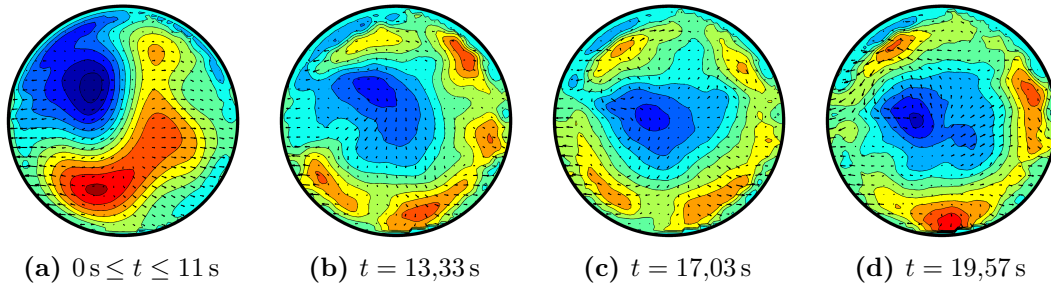 (a) 0 s ≤ t ≤ 11 s
(b) t = 13,33 s
(c) t = 17,03 s
(d) t = 19,57 s